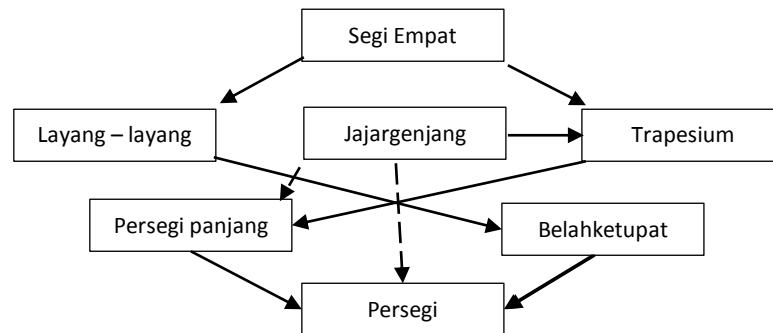 Segi Empat
Layang – layang
Jajargenjang
Trapesium
Persegi panjang
Belahketupat
Persegi